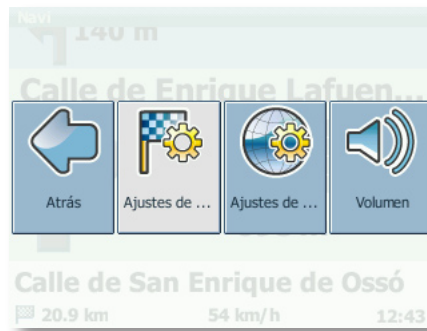 Navi
140 m
Calle de Enrique Lafuen...
Atrás
Ajustes de ...
Ajustes de ...
Volumen
Calle de San Enrique de Ossó
20.9 km 54 km/h 12:43